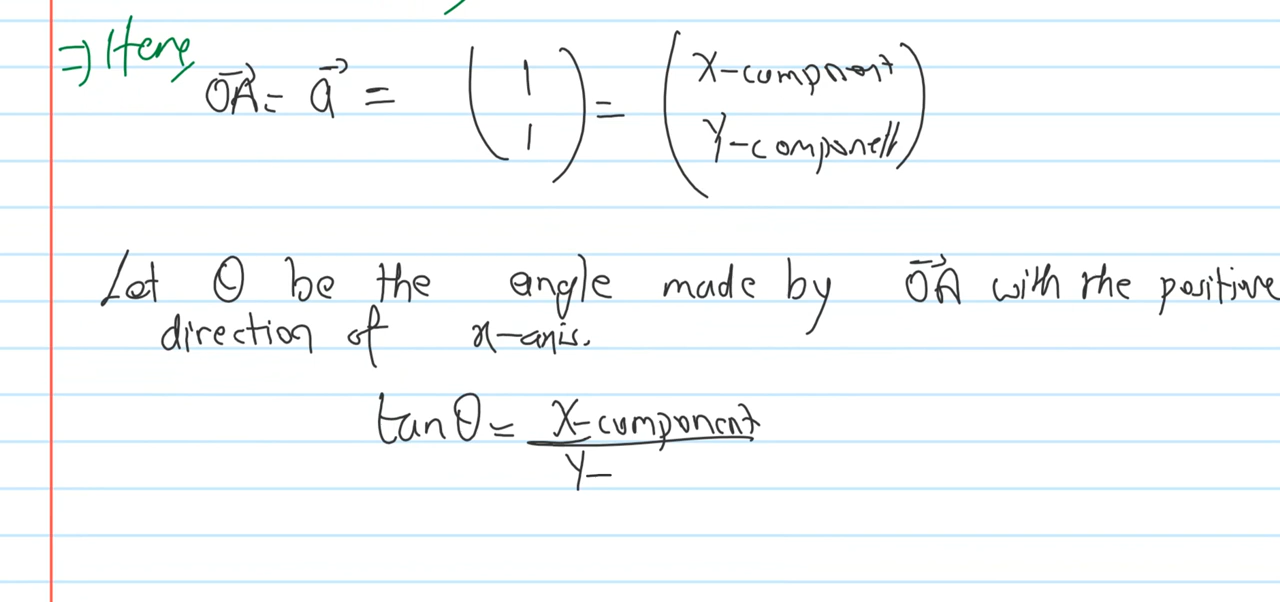 ⇒ Here, OA⃗ = a⃗ = (1 1) = (X-component Y-component)
Let θ be the angle made by OA⃗ with the positive
direction of x-axis.
tanθ = X-component / Y-